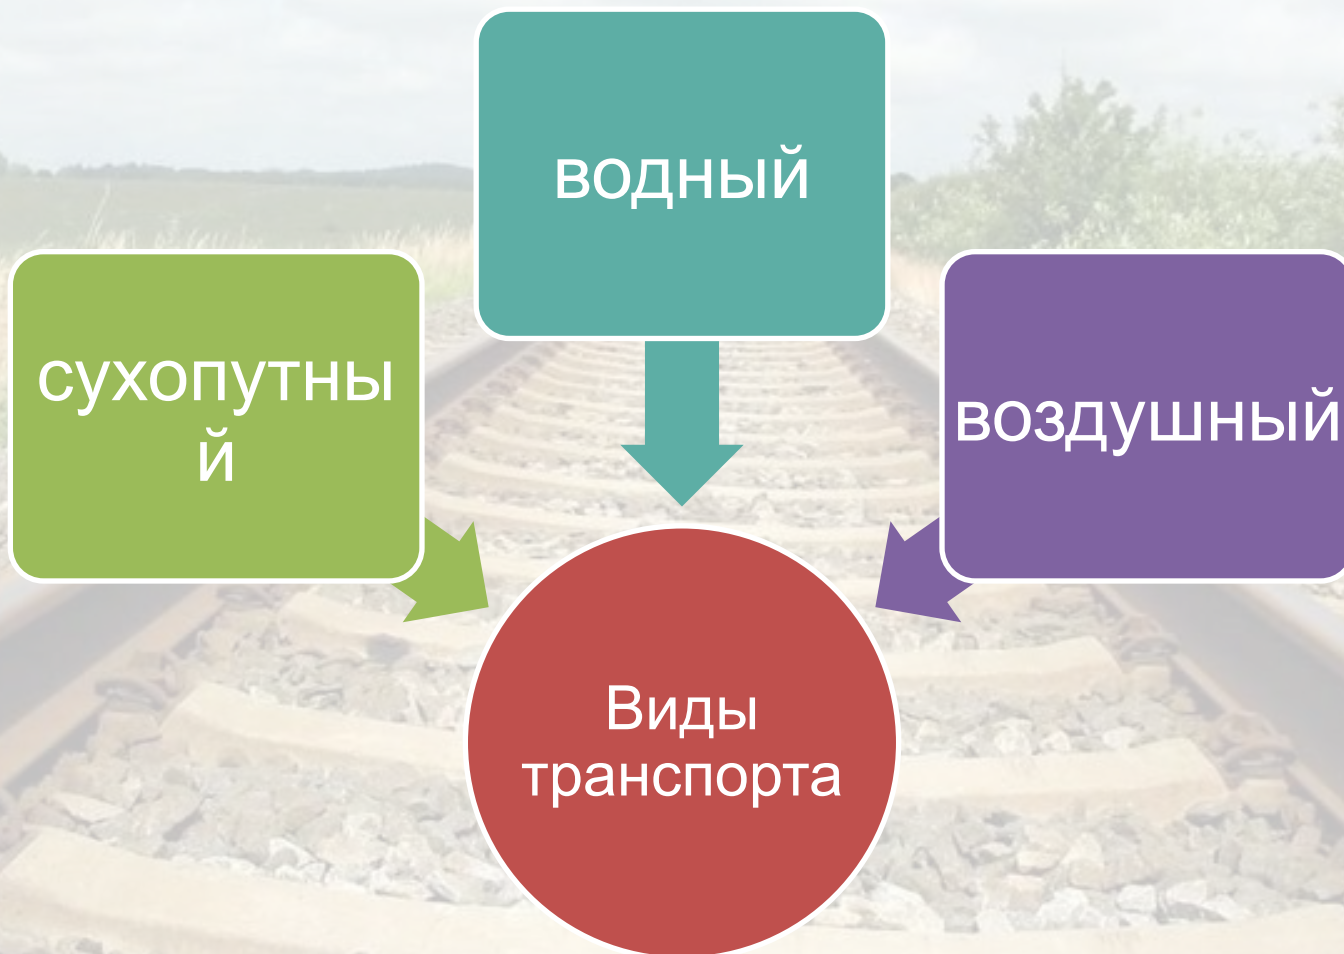 водный
сухопутны
й
воздушный
Виды
транспорта